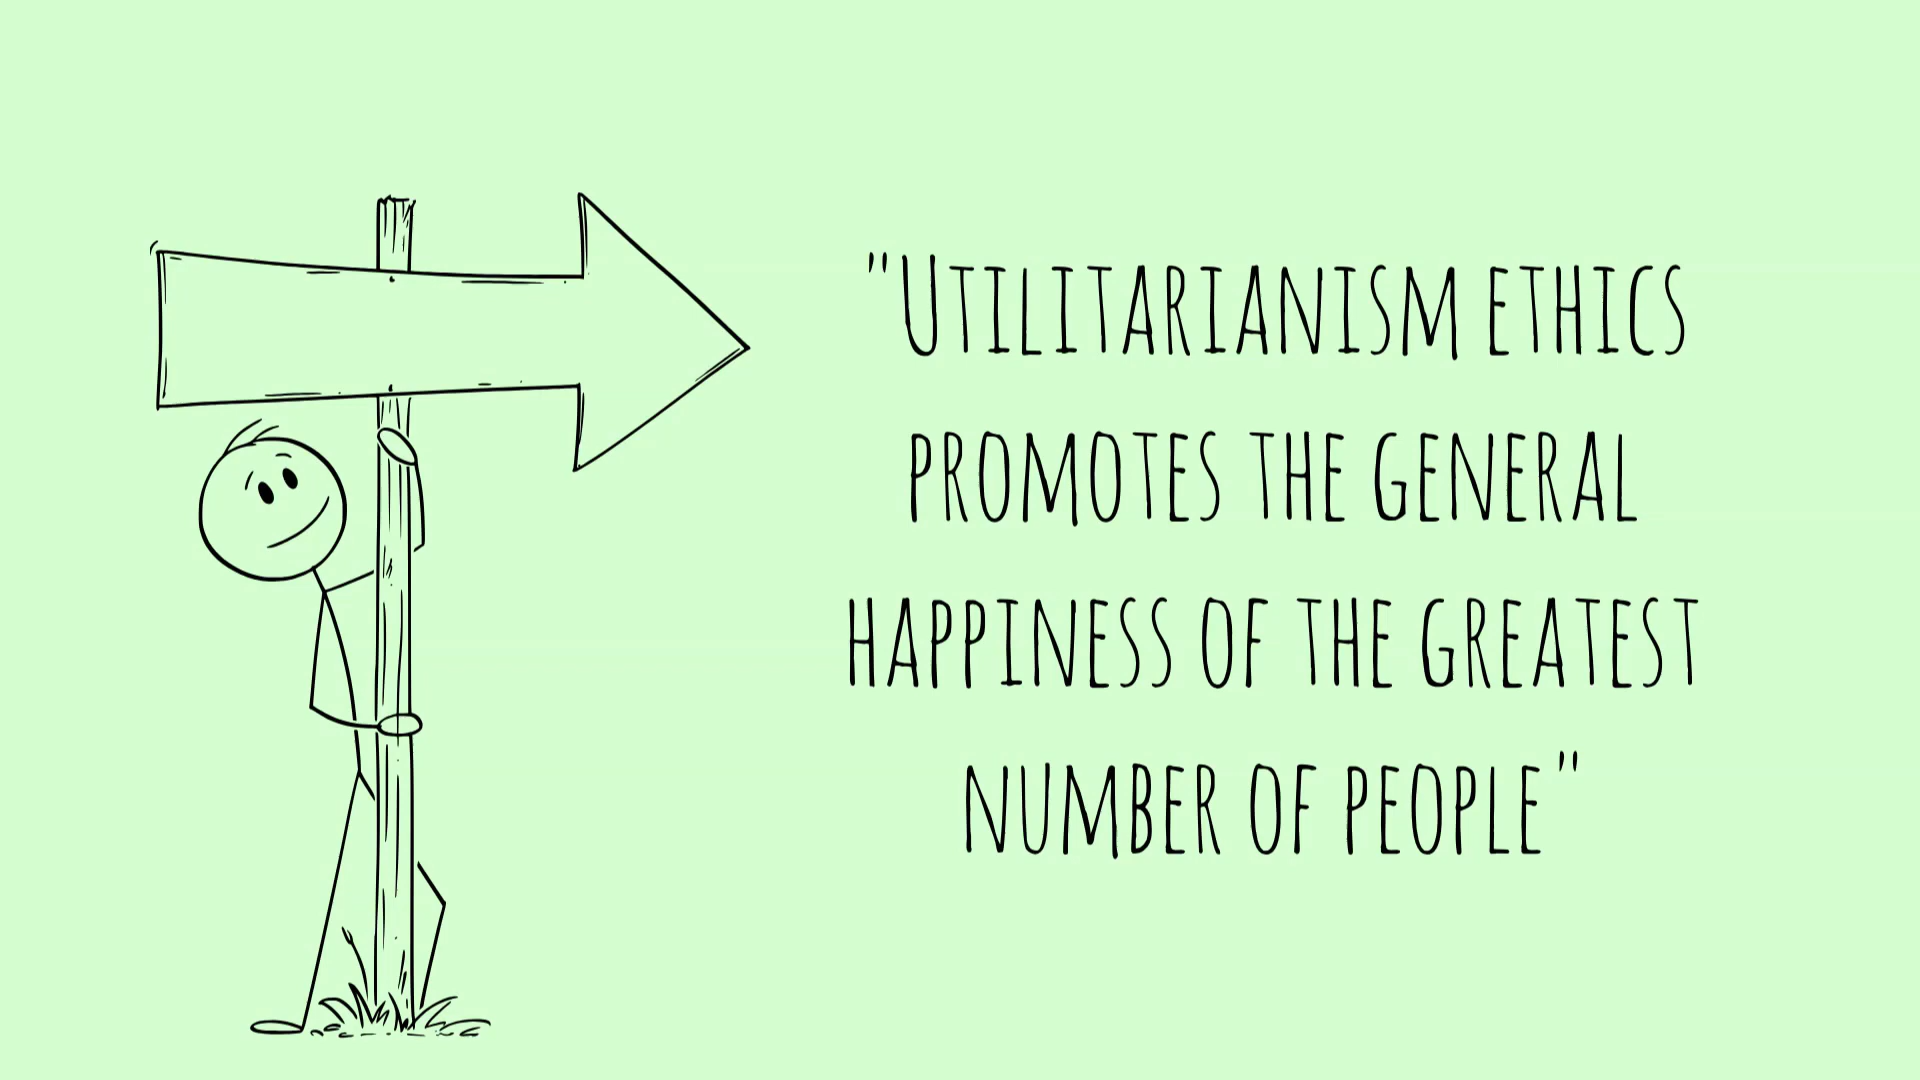 "Utilitarianism ethics
promotes the general
happiness of the greatest
number of people"